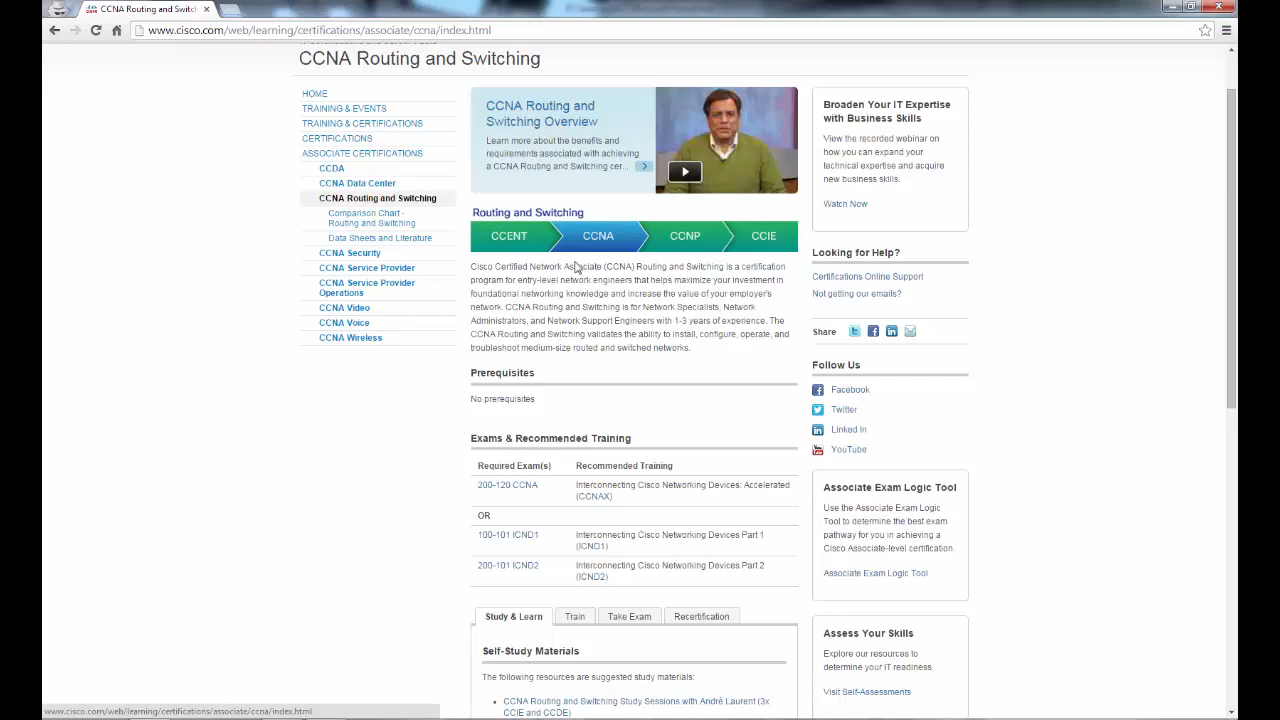 CCNA Routing and Switch
www.cisco.com/web/learning/certifications/associate/ccna/index.html
CCNA Routing and Switching
HOME
TRAINING & EVENTS
TRAINING & CERTIFICATIONS
CERTIFICATIONS
ASSOCIATE CERTIFICATIONS
CCDA
CCNA Data Center
CCNA Routing and Switching
Comparison Chart -
Routing and Switching
Data Sheets and Literature
CCNA Security
CCNA Service Provider
CCNA Service Provider
Operations
CCNA Video
CCNA Voice
CCNA Wireless
CCNA Routing and
Switching Overview
Learn more about the benefits and
requirements associated with achieving
a CCNA Routing and Switching cer...
Routing and Switching
CCENT
CCNA
CCNP
CCIE
Cisco Certified Network Associate (CCNA) Routing and Switching is a certification
program for entry-level network engineers that helps maximize your investment in
foundational networking knowledge and increase the value of your employer's
network. CCNA Routing and Switching is for Network Specialists, Network
Administrators, and Network Support Engineers with 1-3 years of experience. The
CCNA Routing and Switching validates the ability to install, configure, operate, and
troubleshoot medium-size routed and switched networks.
Prerequisites
No prerequisites
Exams & Recommended Training
Required Exam(s) Recommended Training
200-120 CCNA Interconnecting Cisco Networking Devices: Accelerated
(CCNAX)
OR
100-101 ICND1 Interconnecting Cisco Networking Devices Part 1
(ICND1)
200-101 ICND2 Interconnecting Cisco Networking Devices Part 2
(ICND2)
Study & Learn
Train
Take Exam
Recertification
Self-Study Materials
The following resources are suggested study materials:
CCNA Routing and Switching Study Sessions with André Laurent (3x
CCIE and CCDE)
Broaden Your IT Expertise
with Business Skills
View the recorded webinar on
how you can expand your
technical expertise and acquire
new business skills.
Watch Now
Looking for Help?
Certifications Online Support
Not getting our emails?
Share
Follow Us
Facebook
Twitter
Linked In
YouTube
Associate Exam Logic Tool
Use the Associate Exam Logic
Tool to determine the best exam
pathway for you in achieving a
Cisco Associate-level certification.
Associate Exam Logic Tool
Assess Your Skills
Explore our resources to
determine your IT readiness.
Visit Self-Assessments
www.cisco.com/web/learning/certifications/associate/ccna/index.html